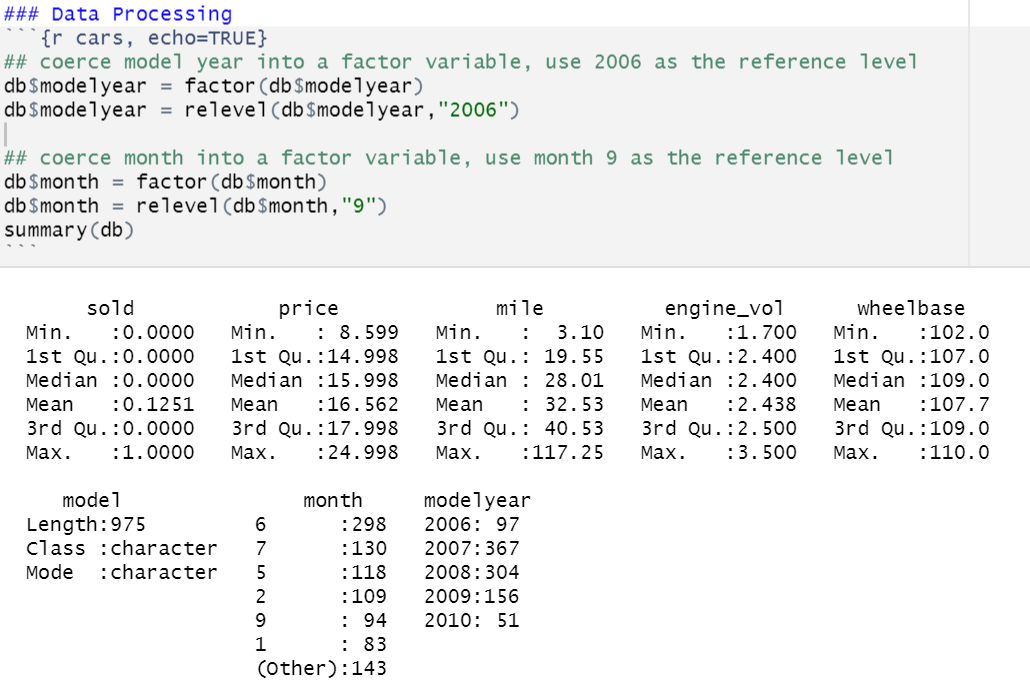 ### Data Processing
```{r cars, echo=TRUE}
## coerce model year into a factor variable, use 2006 as the reference level
db$modelyear = factor(db$modelyear)
db$modelyear = relevel(db$modelyear,"2006")
## coerce month into a factor variable, use month 9 as the reference level
db$month = factor(db$month)
db$month = relevel(db$month,"9")
summary(db)
```
     sold            price             mile         engine_vol      wheelbase
Min.   :0.0000   Min.   : 8.599   Min.   :  3.10   Min.   :1.700   Min.   :102.0
1st Qu.:0.0000   1st Qu.:14.998   1st Qu.: 19.55   1st Qu.:2.400   1st Qu.:107.0
Median :0.0000   Median :15.998   Median : 28.01   Median :2.400   Median :109.0
Mean   :0.1251   Mean   :16.562   Mean   : 32.53   Mean   :2.438   Mean   :107.7
3rd Qu.:0.0000   3rd Qu.:17.998   3rd Qu.: 40.53   3rd Qu.:2.500   3rd Qu.:109.0
Max.   :1.0000   Max.   :24.998   Max.   :117.25   Max.   :3.500   Max.   :110.0
   model               month     modelyear
Length:975         6      :298   2006: 97
Class :character   7      :130   2007:367
Mode  :character   5      :118   2008:304
                   2      :109   2009:156
                   9      : 94   2010: 51
                   1      : 83
                   (Other):143